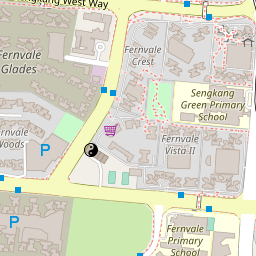 Sengkang West Way
Fernvale
Glades
Fernvale
Crest
Sengkang
Green Primary
School
Fernvale
Woods
P
Fernvale
Vista II
P
Fernvale
Primary
School